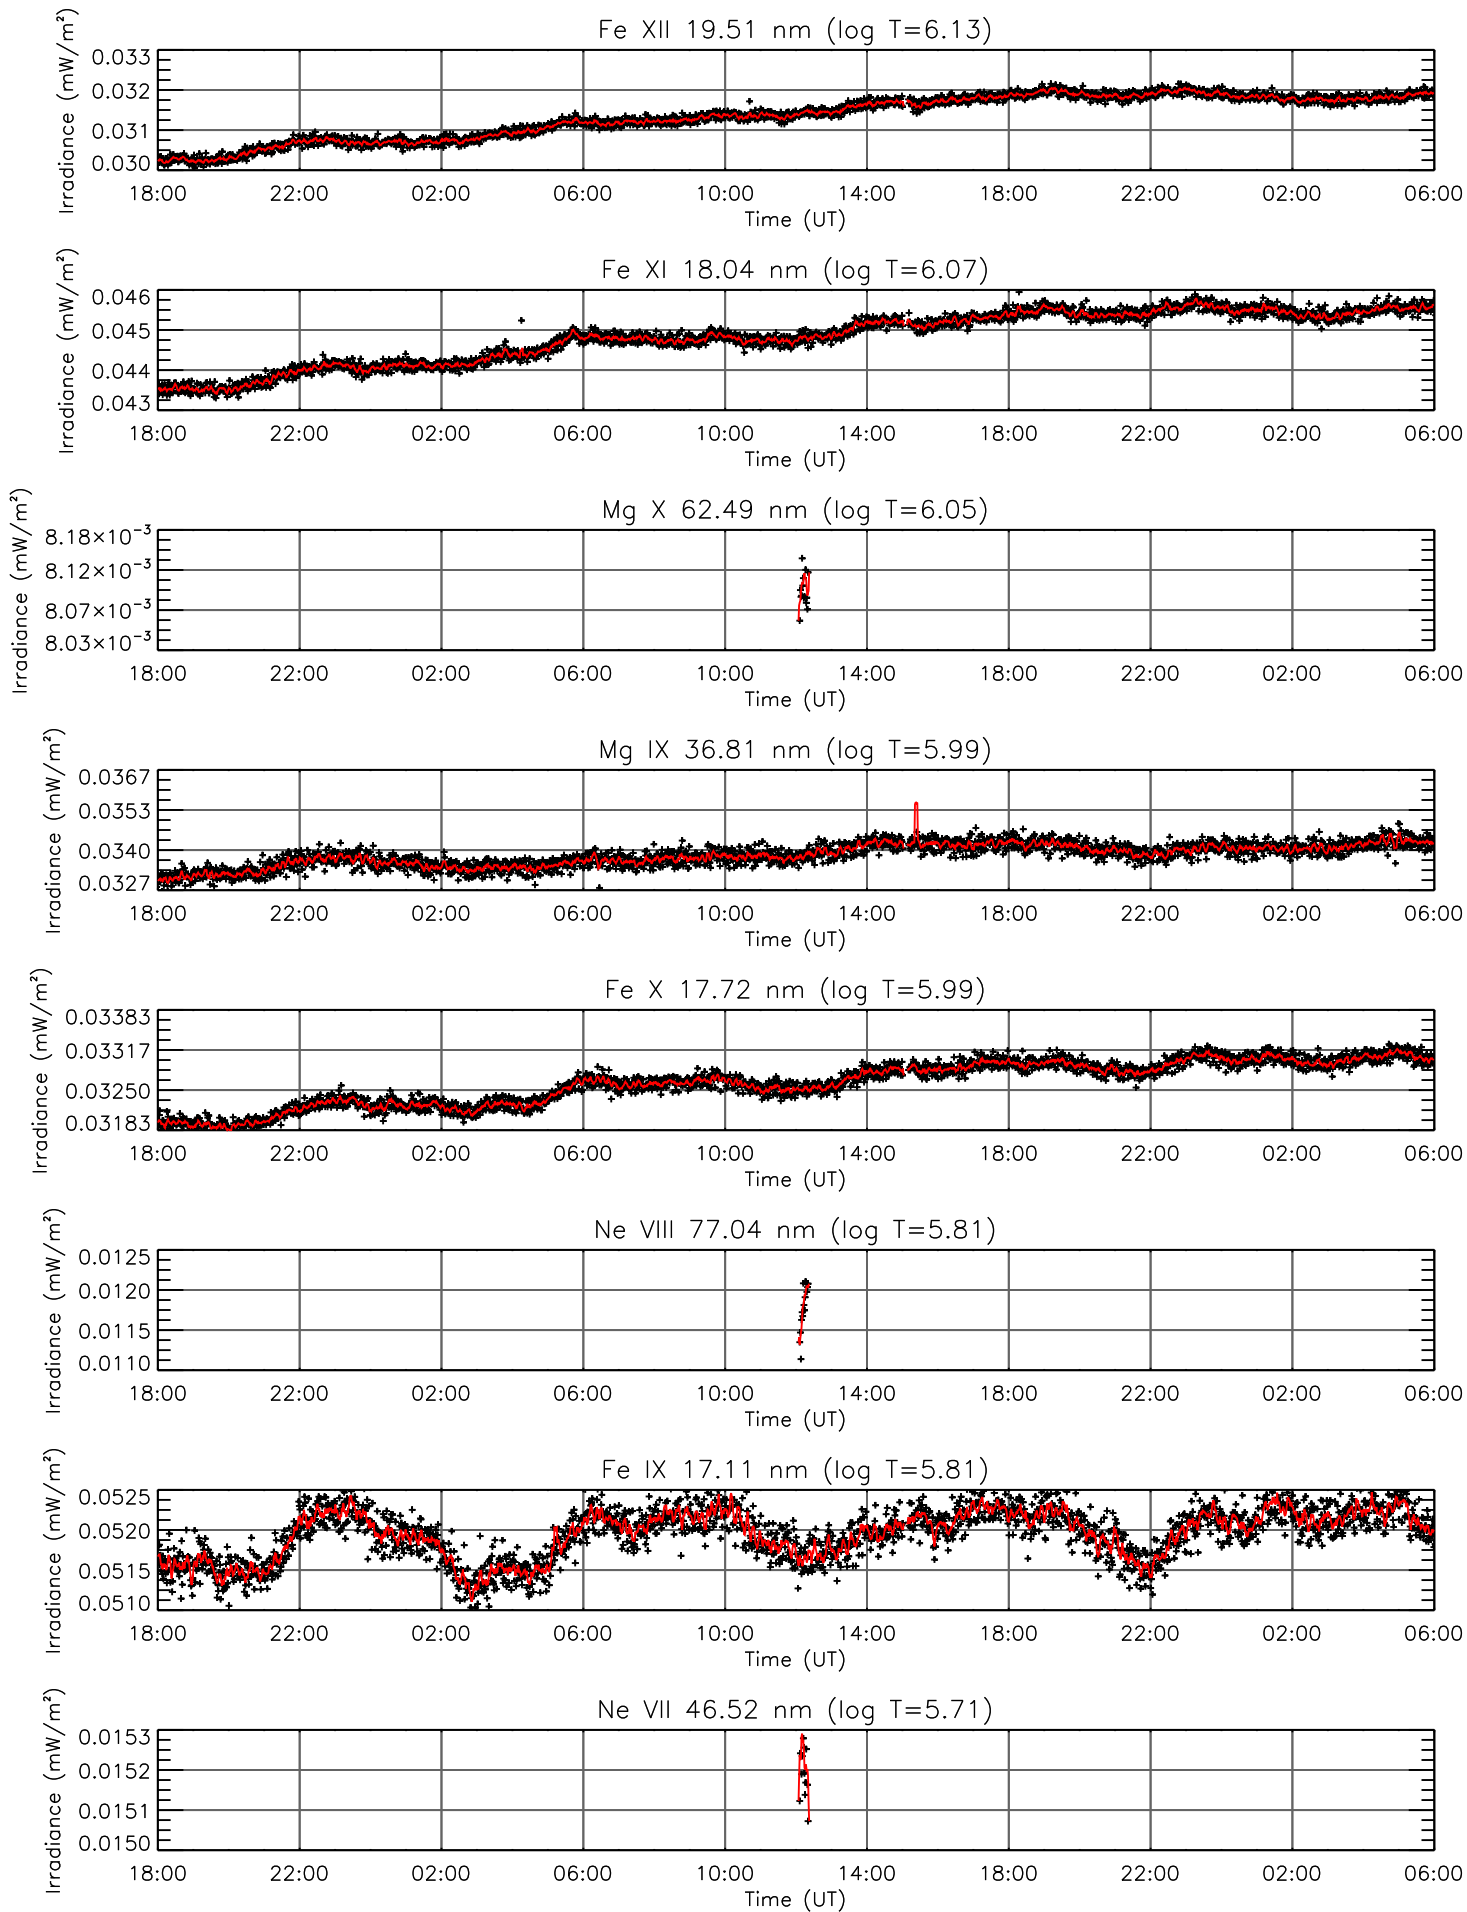 Fe XII 19.51 nm (log T=6.13)
Irradiance (mW/m²)
0.033
0.032
0.031
0.030
18:00 22:00 02:00 06:00 10:00 14:00 18:00 22:00 02:00 06:00
Time (UT)
Fe XI 18.04 nm (log T=6.07)
Irradiance (mW/m²)
0.046
0.045
0.044
0.043
18:00 22:00 02:00 06:00 10:00 14:00 18:00 22:00 02:00 06:00
Time (UT)
Mg X 62.49 nm (log T=6.05)
Irradiance (mW/m²)
8.18×10⁻³
8.12×10⁻³
8.07×10⁻³
8.03×10⁻³
18:00 22:00 02:00 06:00 10:00 14:00 18:00 22:00 02:00 06:00
Time (UT)
Mg IX 36.81 nm (log T=5.99)
Irradiance (mW/m²)
0.0367
0.0353
0.0340
0.0327
18:00 22:00 02:00 06:00 10:00 14:00 18:00 22:00 02:00 06:00
Time (UT)
Fe X 17.72 nm (log T=5.99)
Irradiance (mW/m²)
0.03383
0.03317
0.03250
0.03183
18:00 22:00 02:00 06:00 10:00 14:00 18:00 22:00 02:00 06:00
Time (UT)
Ne VIII 77.04 nm (log T=5.81)
Irradiance (mW/m²)
0.0125
0.0120
0.0115
0.0110
18:00 22:00 02:00 06:00 10:00 14:00 18:00 22:00 02:00 06:00
Time (UT)
Fe IX 17.11 nm (log T=5.81)
Irradiance (mW/m²)
0.0525
0.0520
0.0515
0.0510
18:00 22:00 02:00 06:00 10:00 14:00 18:00 22:00 02:00 06:00
Time (UT)
Ne VII 46.52 nm (log T=5.71)
Irradiance (mW/m²)
0.0153
0.0152
0.0151
0.0150
18:00 22:00 02:00 06:00 10:00 14:00 18:00 22:00 02:00 06:00
Time (UT)